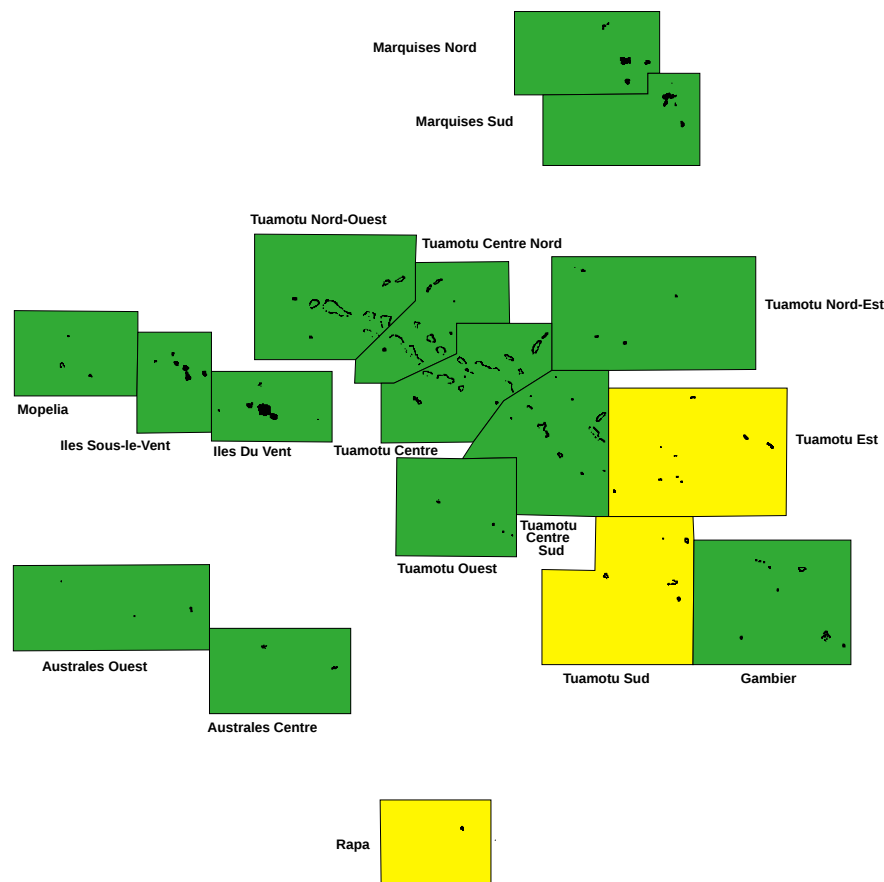 Marquises Nord
Marquises Sud
Tuamotu Nord-Ouest
Tuamotu Centre Nord
Tuamotu Nord-Est
Mopelia
Iles Sous-le-Vent
Iles Du Vent
Tuamotu Centre
Tuamotu Est
Tuamotu
Centre
Sud
Tuamotu Ouest
Australes Ouest
Tuamotu Sud
Gambier
Australes Centre
Rapa